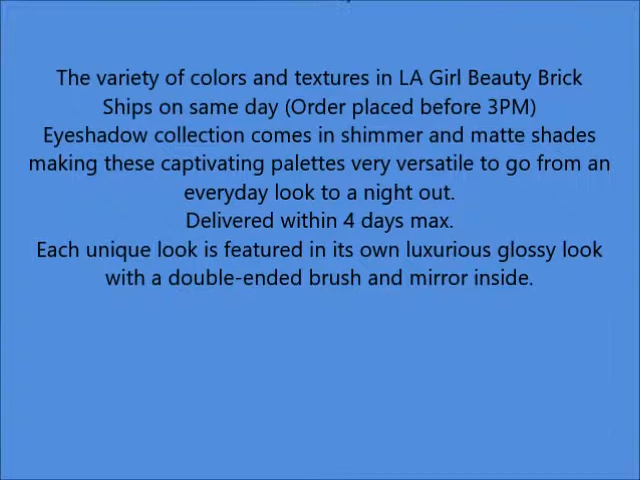 The variety of colors and textures in LA Girl Beauty Brick
Ships on same day (Order placed before 3PM)
Eyeshadow collection comes in shimmer and matte shades
making these captivating palettes very versatile to go from an
everyday look to a night out.
Delivered within 4 days max.
Each unique look is featured in its own luxurious glossy look
with a double-ended brush and mirror inside.